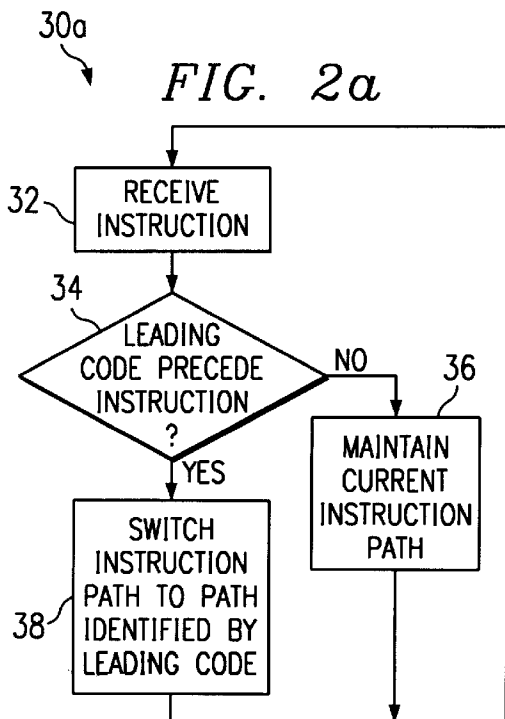 30a
FIG. 2a
32
RECEIVE
INSTRUCTION
34
LEADING
CODE PRECEDE
INSTRUCTION
?
NO
YES
36
MAINTAIN
CURRENT
INSTRUCTION
PATH
38
SWITCH
INSTRUCTION
PATH TO PATH
IDENTIFIED BY
LEADING CODE